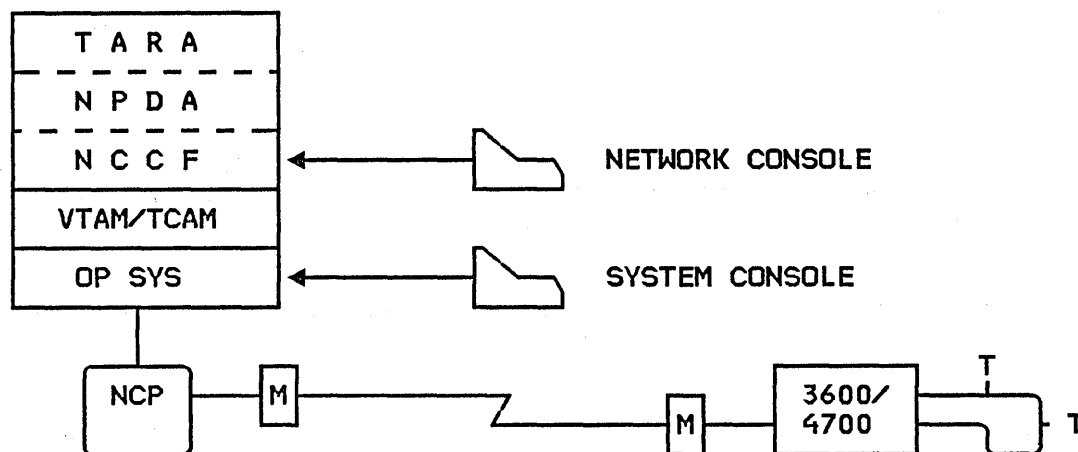 T A R A
N P D A
N C C F
NETWORK CONSOLE
VTAM/TCAM
OP SYS
SYSTEM CONSOLE
NCP
M
M
3600/
4700
T
T